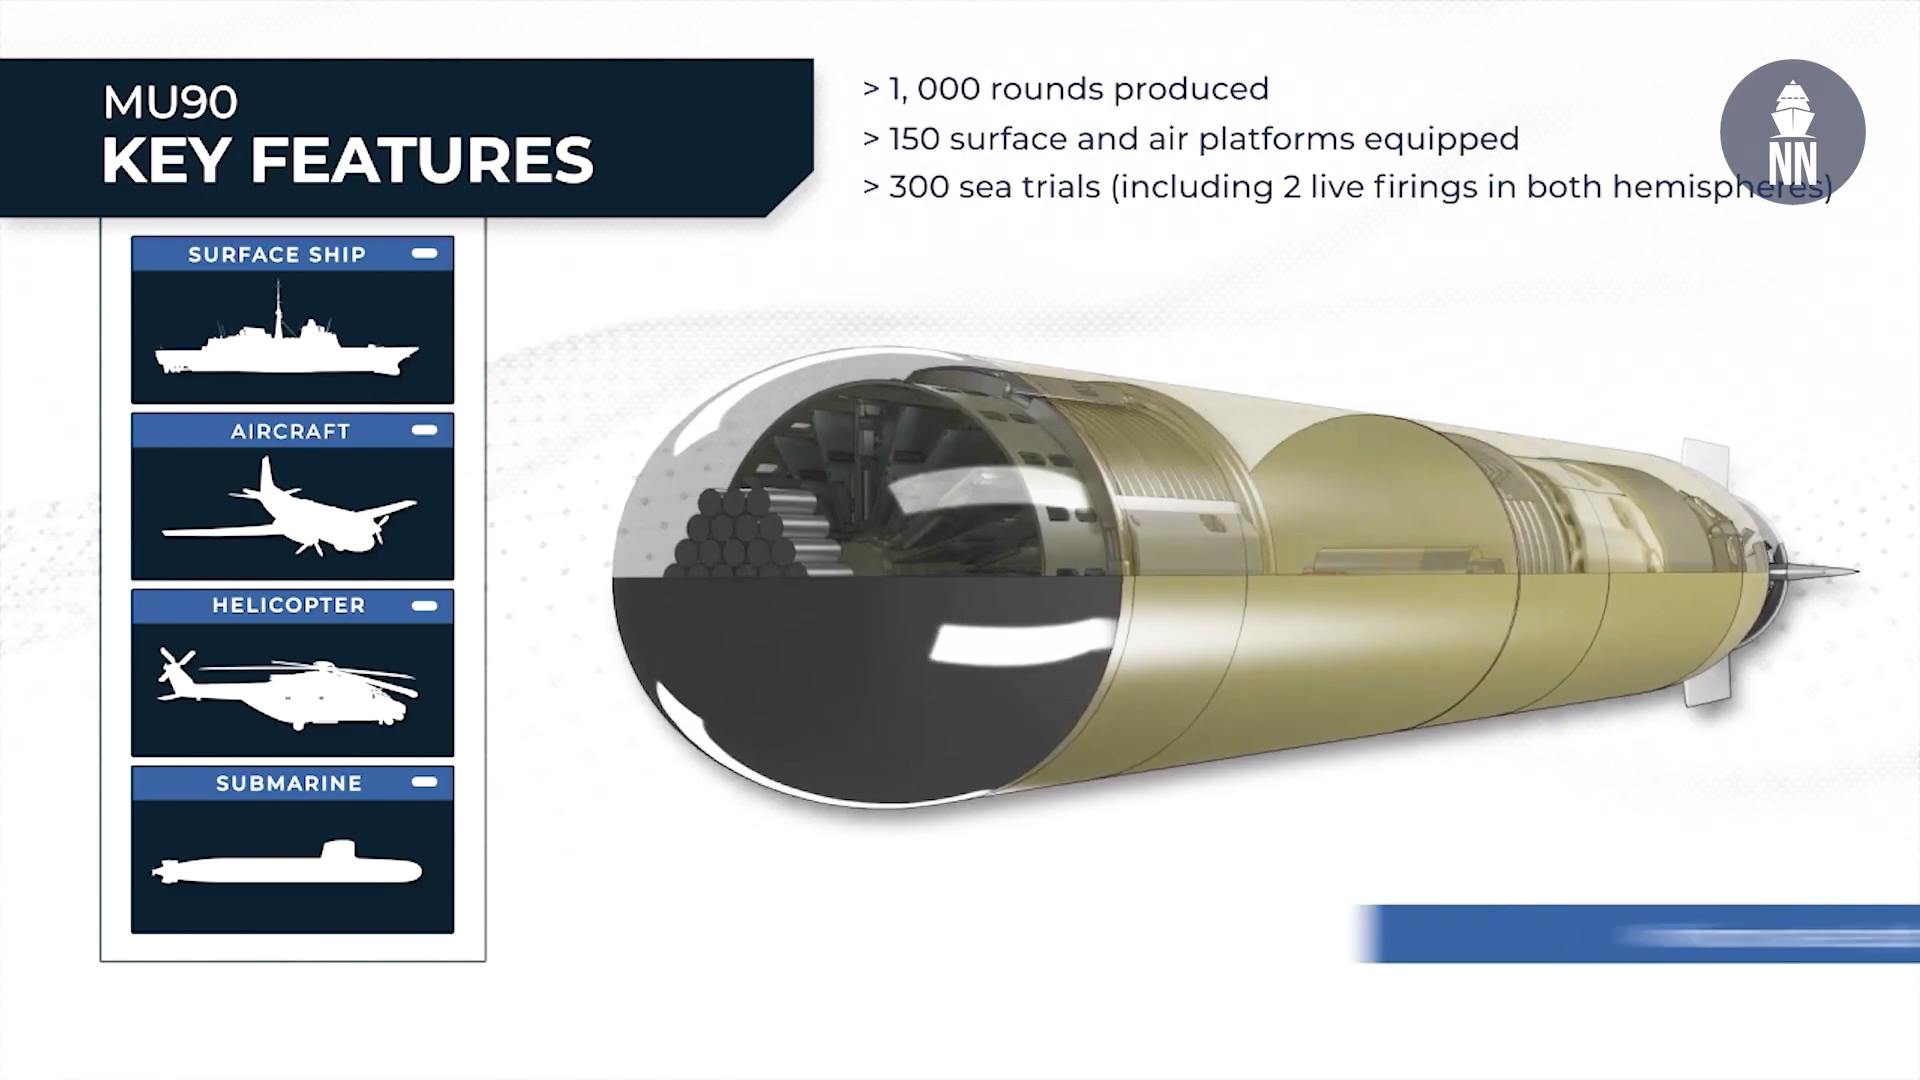 MU90
KEY FEATURES
> 1, 000 rounds produced
> 150 surface and air platforms equipped
> 300 sea trials (including 2 live firings in both hemispheres)
NN
SURFACE SHIP
AIRCRAFT
HELICOPTER
SUBMARINE